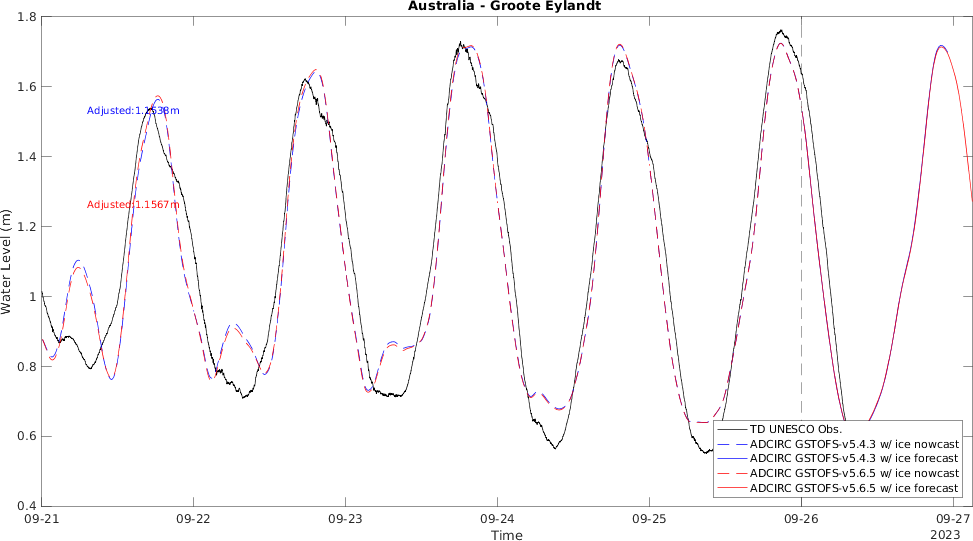 Australia - Groote Eylandt
1.8
1.6
1.4
1.2
1
0.8
0.6
0.4
Water Level (m)
Adjusted:1.1538m
Adjusted:1.1567m
TD UNESCO Obs.
ADCIRC GSTOFS-v5.4.3 w/ ice nowcast
ADCIRC GSTOFS-v5.4.3 w/ ice forecast
ADCIRC GSTOFS-v5.6.5 w/ ice nowcast
ADCIRC GSTOFS-v5.6.5 w/ ice forecast
09-21 09-22 09-23 09-24 09-25 09-26 09-27
Time
2023